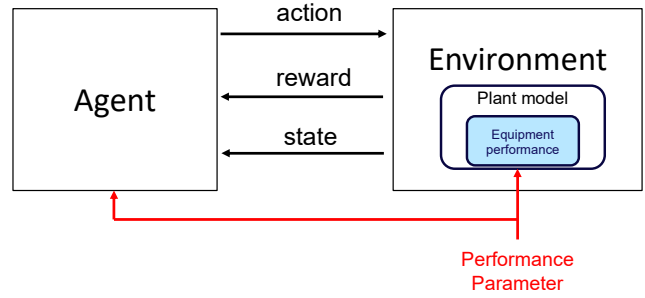 action
Agent
Environment
reward
Plant model
Equipment
performance
state
Performance
Parameter